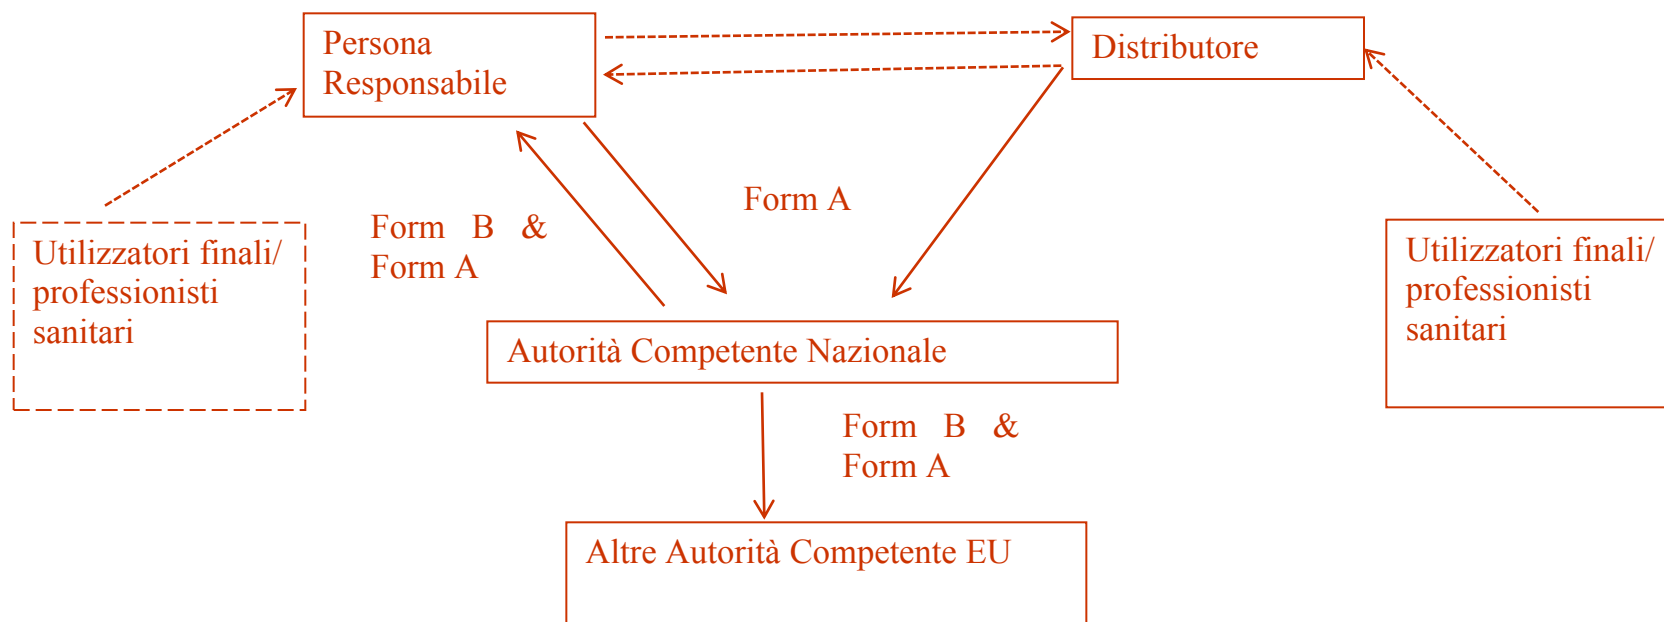 Persona
Responsabile
Distributore
Form A
Form B &
Form A
Utilizzatori finali/
professionisti
sanitari
Utilizzatori finali/
professionisti
sanitari
Autorità Competente Nazionale
Form B &
Form A
Altre Autorità Competente EU